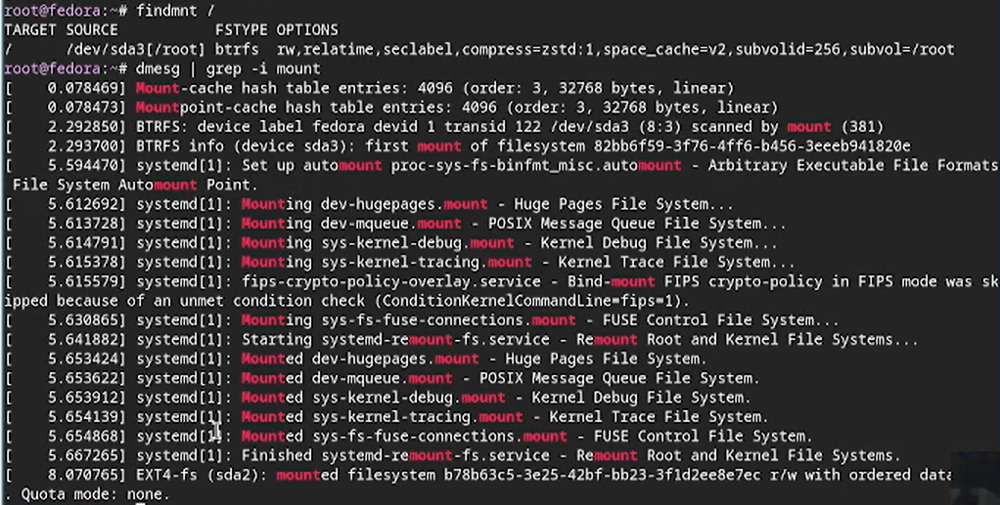 root@fedora:~# findmnt /
TARGET SOURCE          FSTYPE OPTIONS
/      /dev/sda3[/root] btrfs  rw,relatime,seclabel,compress=zstd:1,space_cache=v2,subvolid=256,subvol=/root
root@fedora:~# dmesg | grep -i mount
[    0.078469] Mount-cache hash table entries: 4096 (order: 3, 32768 bytes, linear)
[    0.078473] Mountpoint-cache hash table entries: 4096 (order: 3, 32768 bytes, linear)
[    2.292850] BTRFS: device label fedora devid 1 transid 122 /dev/sda3 (8:3) scanned by mount (381)
[    2.293700] BTRFS info (device sda3): first mount of filesystem 82bb6f59-3f76-4ff6-b456-3eeeb941820e
[    5.594470] systemd[1]: Set up automount proc-sys-fs-binfmt_misc.automount - Arbitrary Executable File Formats
File System Automount Point.
[    5.612692] systemd[1]: Mounting dev-hugepages.mount - Huge Pages File System...
[    5.613728] systemd[1]: Mounting dev-mqueue.mount - POSIX Message Queue File System...
[    5.614791] systemd[1]: Mounting sys-kernel-debug.mount - Kernel Debug File System...
[    5.615378] systemd[1]: Mounting sys-kernel-tracing.mount - Kernel Trace File System...
[    5.615579] systemd[1]: fips-crypto-policy-overlay.service - Bind-mount FIPS crypto-policy in FIPS mode was sk
ipped because of an unmet condition check (ConditionKernelCommandLine=fips=1).
[    5.630865] systemd[1]: Mounting sys-fs-fuse-connections.mount - FUSE Control File System...
[    5.641882] systemd[1]: Starting systemd-remount-fs.service - Remount Root and Kernel File Systems...
[    5.653424] systemd[1]: Mounted dev-hugepages.mount - Huge Pages File System.
[    5.653622] systemd[1]: Mounted dev-mqueue.mount - POSIX Message Queue File System.
[    5.653912] systemd[1]: Mounted sys-kernel-debug.mount - Kernel Debug File System.
[    5.654139] systemd[1]: Mounted sys-kernel-tracing.mount - Kernel Trace File System.
[    5.654868] systemd[1]: Mounted sys-fs-fuse-connections.mount - FUSE Control File System.
[    5.667265] systemd[1]: Finished systemd-remount-fs.service - Remount Root and Kernel File Systems.
[    8.070765] EXT4-fs (sda2): mounted filesystem b78b63c5-3e25-42bf-bb23-3f1d2ee8e7ec r/w with ordered data
. Quota mode: none.